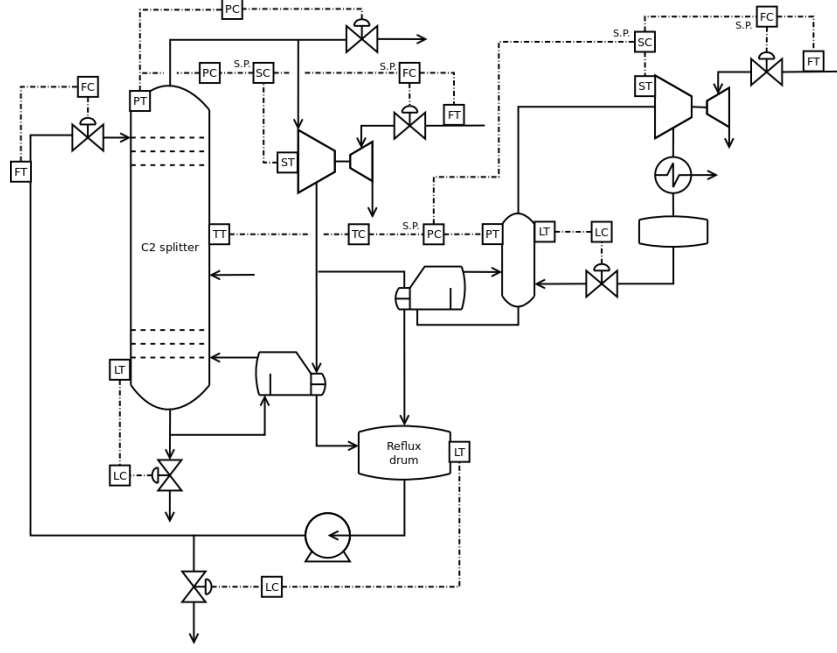 PC
FC
S.P.
FT
S.P.
SC
PC
S.P.
SC
S.P.
FC
FT
FC
PT
ST
FT
ST
FT
TT
TC
S.P.
PC
PT
LT
LC
C2 splitter
LT
Reflux
drum
LT
LC
LC